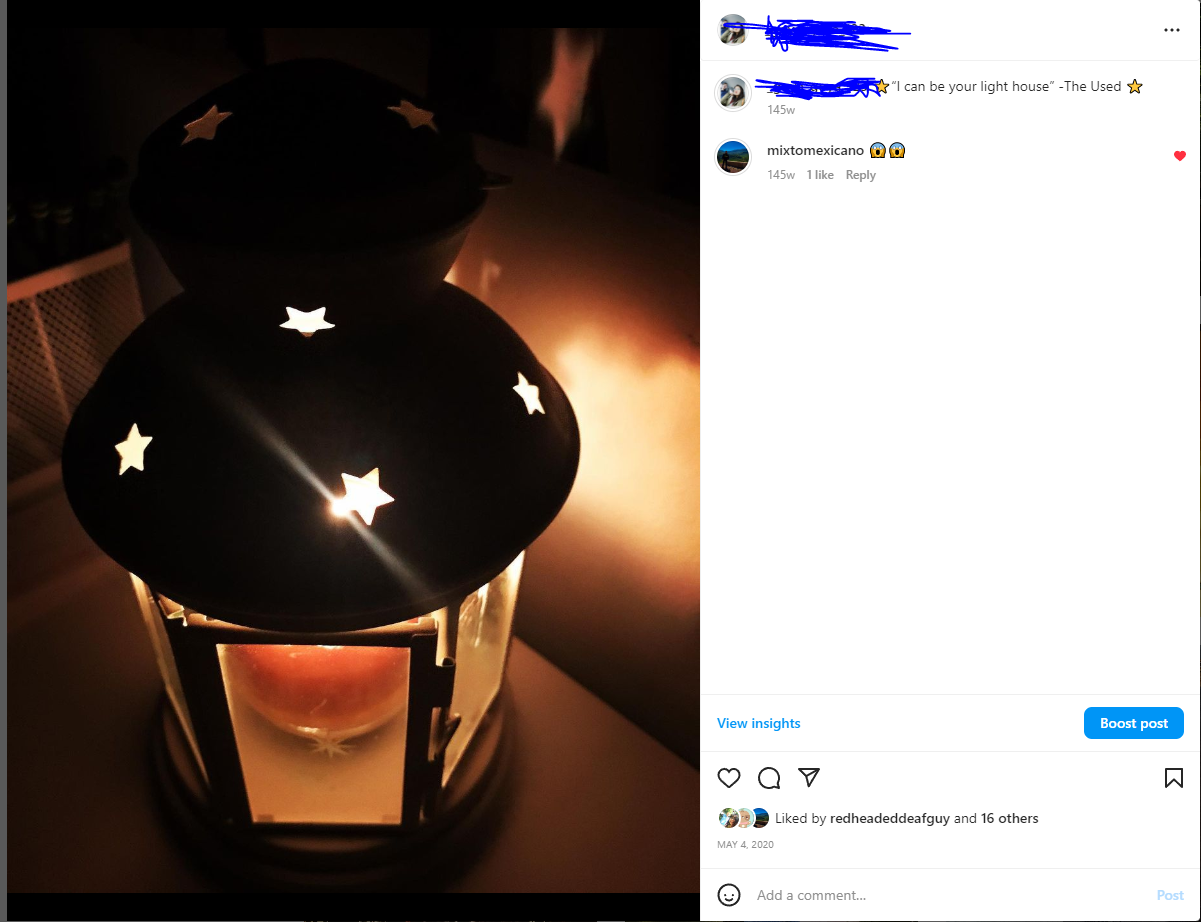 ⭐"I can be your light house" -The Used ⭐
145w
mixtomexicano 😱😱
145w 1 like Reply
View insights
Boost post
Liked by redheadeddeafguy and 16 others
MAY 4, 2020
Add a comment...
Post